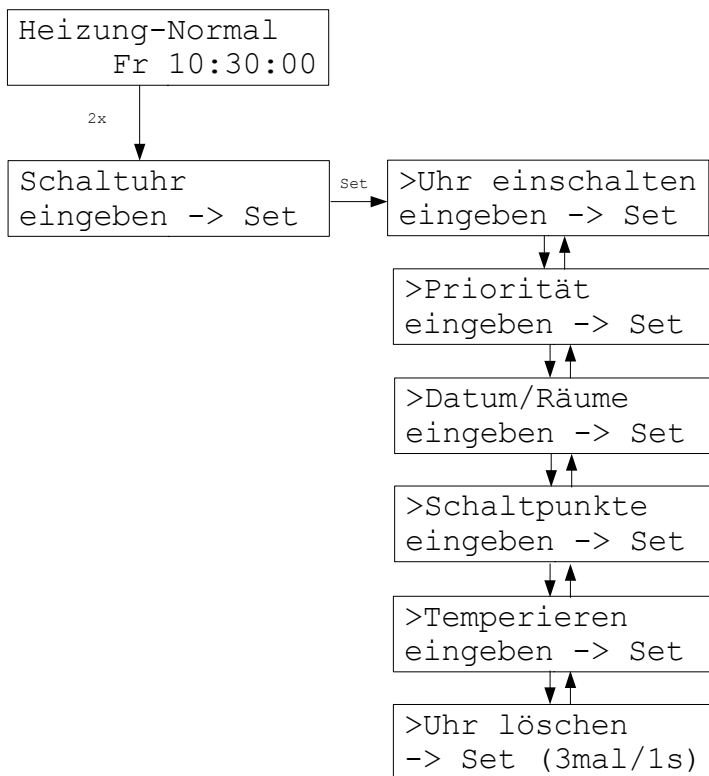 Heizung-Normal
Fr 10:30:00
2x
Schaltuhr
eingeben -> Set
Set
>Uhr einschalten
eingeben -> Set
>Priorität
eingeben -> Set
>Datum/Räume
eingeben -> Set
>Schaltpunkte
eingeben -> Set
>Temperieren
eingeben -> Set
>Uhr löschen
-> Set (3mal/1s)